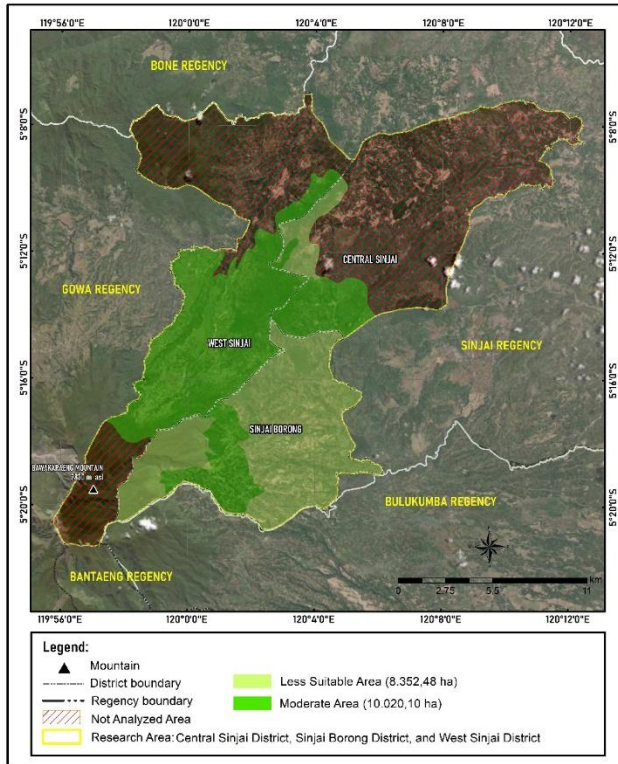 119°56'0"E 120°0'0"E 120°4'0"E 120°8'0"E 120°12'0"E
BONE REGENCY
5°8'0"S 5°8'0"S
5°12'0"S 5°12'0"S
CENTRAL SINJAI
GOWA REGENCY
WEST SINJAI
SINJAI REGENCY
5°16'0"S 5°16'0"S
SINJAI BORONG
MOUNTAIN
m asl
BULUKUMBA REGENCY
5°20'0"S 5°20'0"S
BANTAENG REGENCY
km
0 2.75 5.5 11
119°56'0"E 120°0'0"E 120°4'0"E 120°8'0"E 120°12'0"E
Legend:
Mountain
District boundary
Regency boundary
Not Analyzed Area
Less Suitable Area (8.352,48 ha)
Moderate Area (10.020,10 ha)
Research Area: Central Sinjai District, Sinjai Borong District, and West Sinjai District